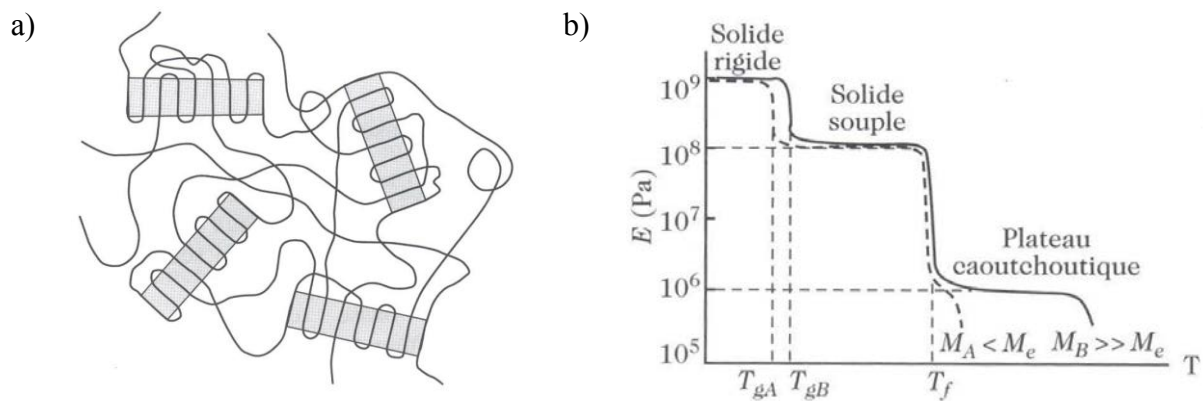 a)
b)
Solide
rigide
Solide
souple
Plateau
caoutchoutique
E (Pa)
10⁹
10⁸
10⁷
10⁶
10⁵
M_A < M_e
M_B >> M_e
T
T_gA
T_gB
T_f